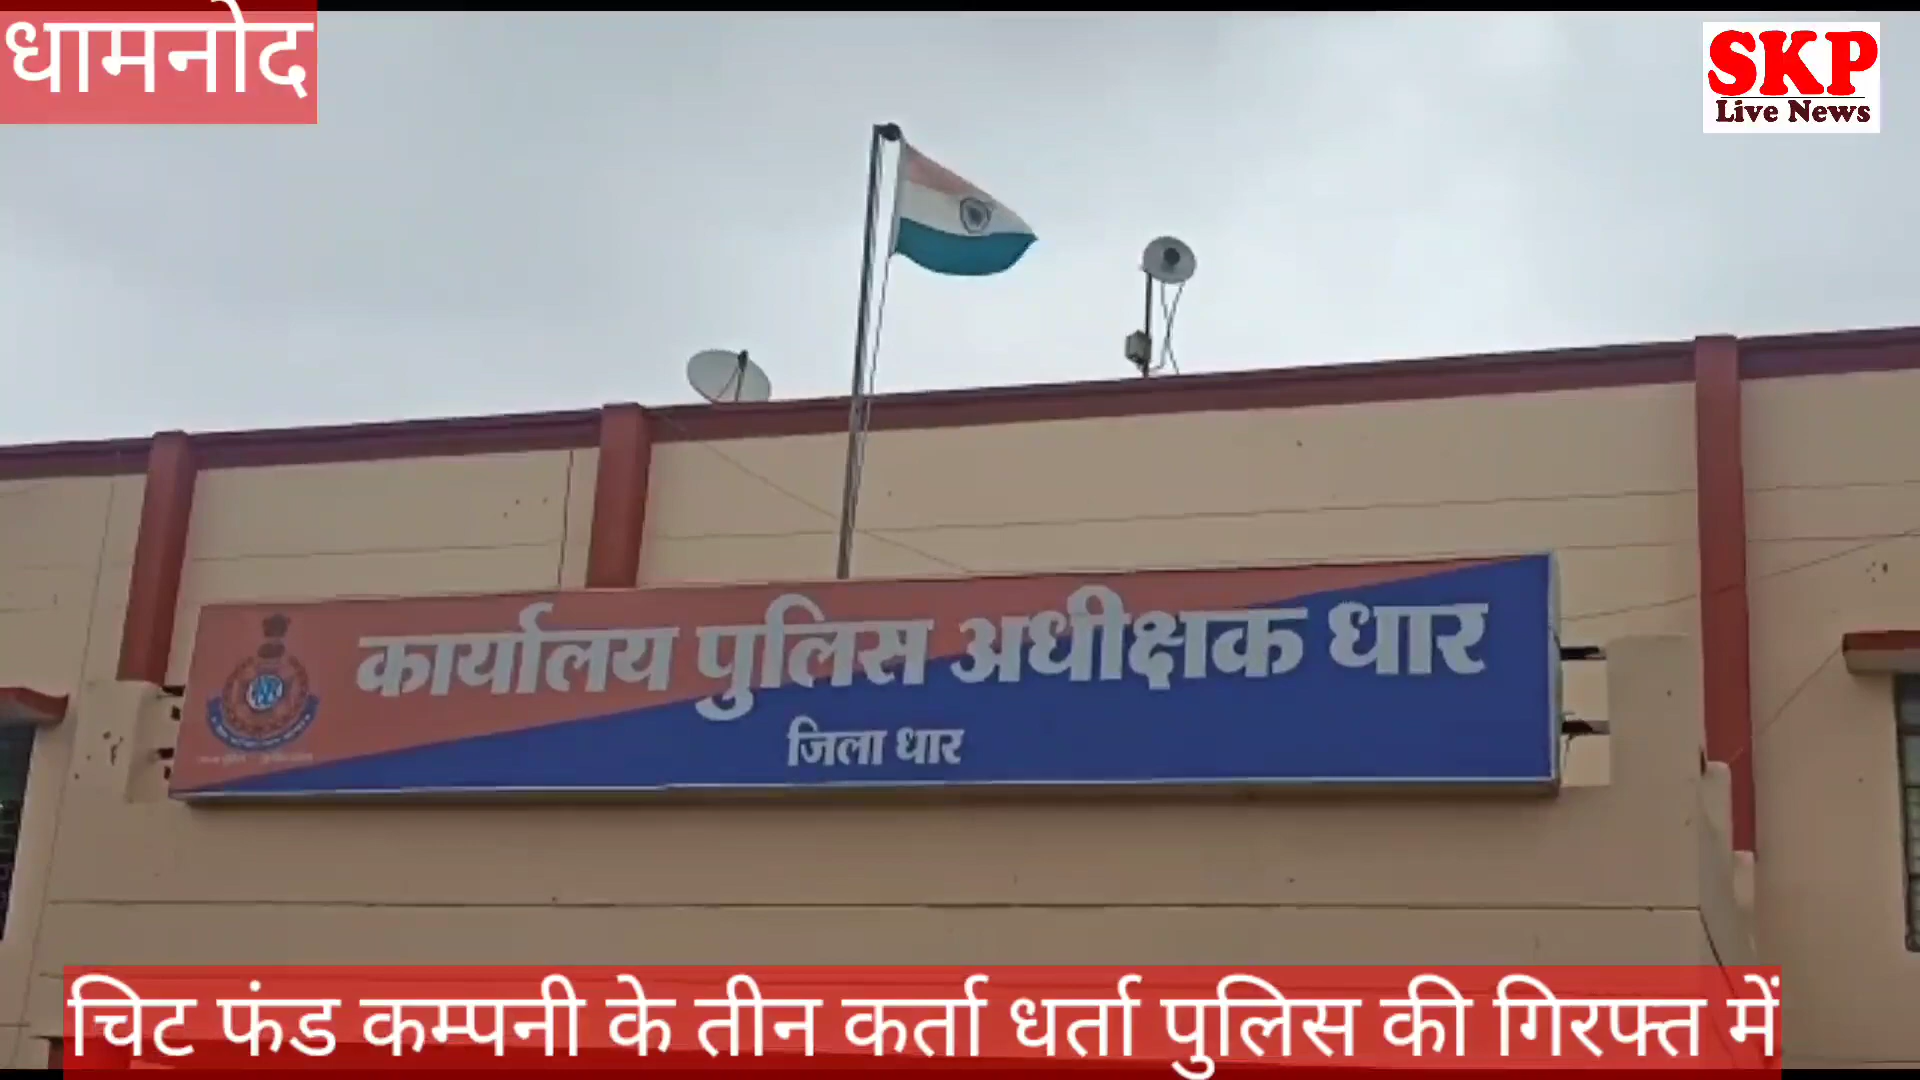 धामनोद
SKP
Live News
कार्यालय पुलिस अधीक्षक धार
जिला धार
चिट फंड कम्पनी के तीन कर्ता धर्ता पुलिस की गिरफ्त में